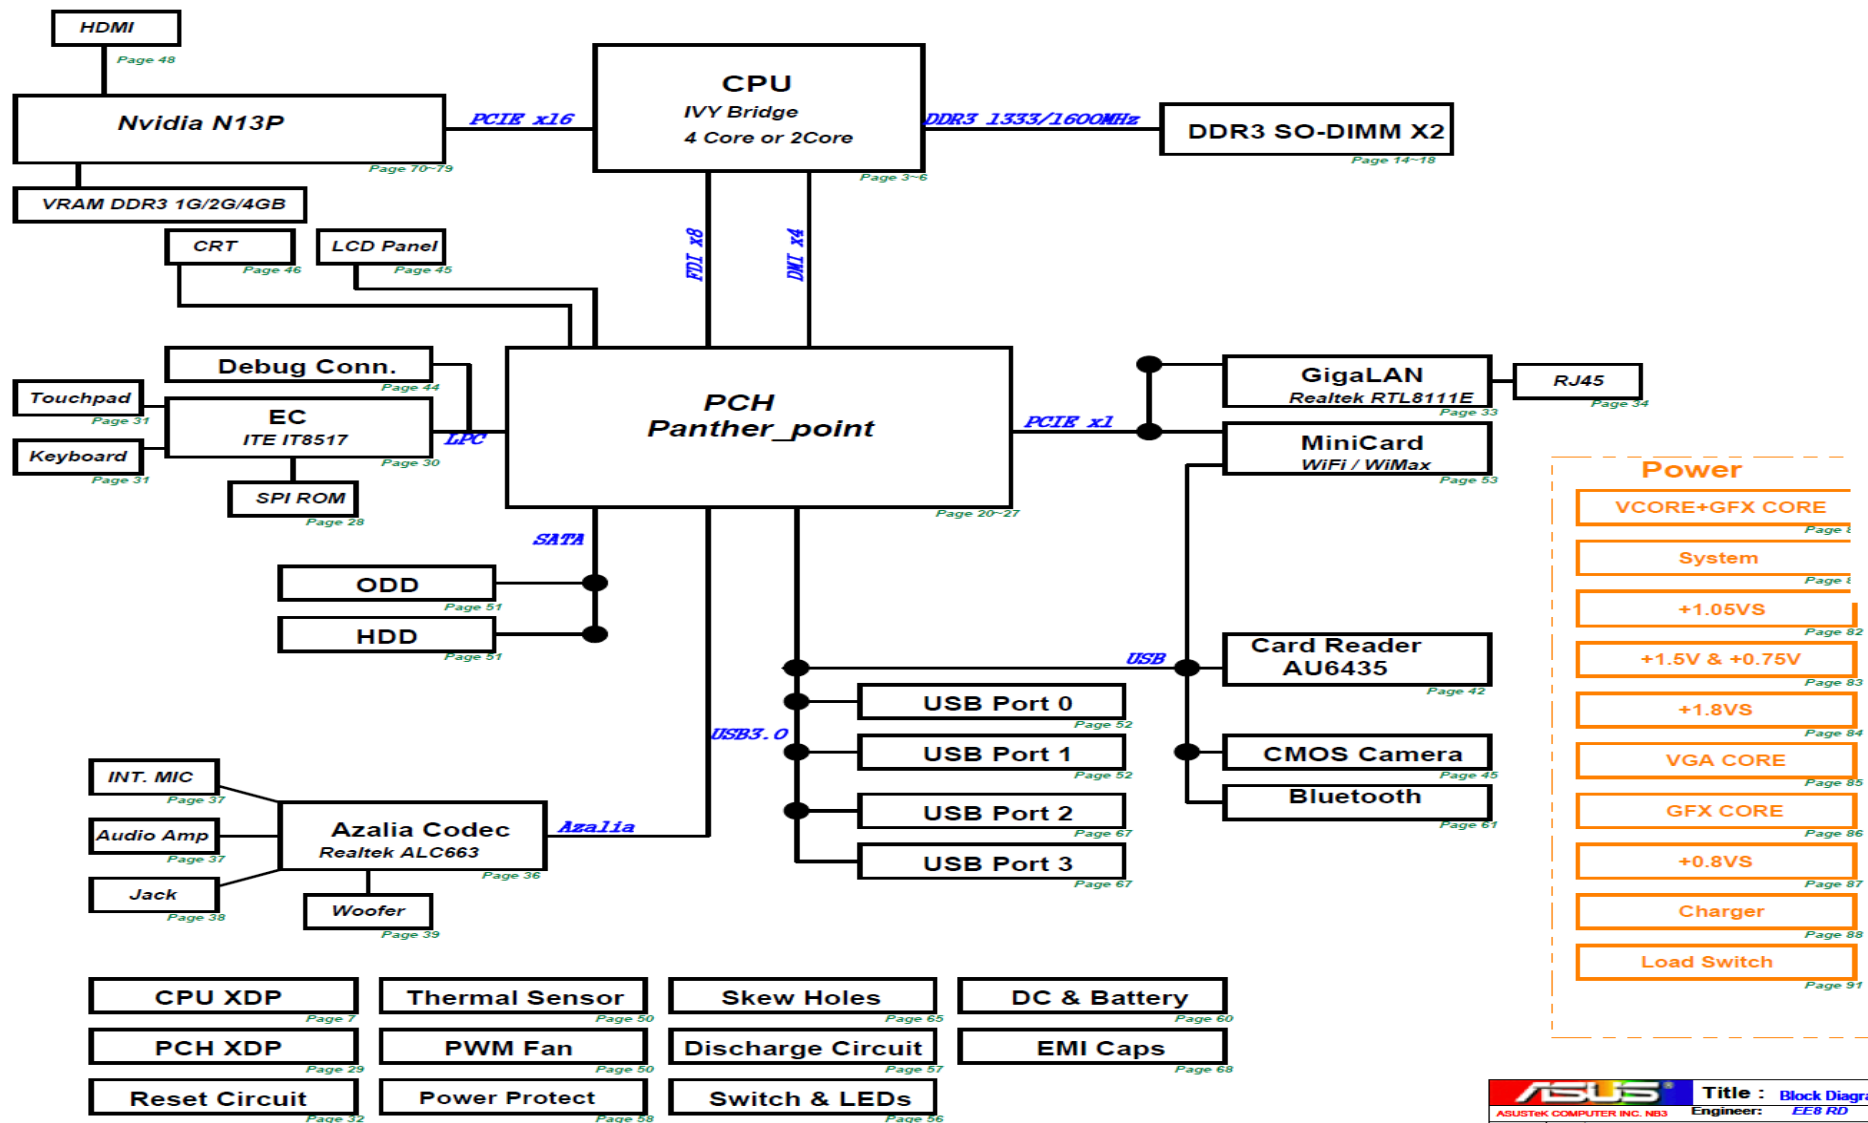 HDMI
Page 48
Nvidia N13P
Page 70~79
PCIE x16
CPU
IVY Bridge
4 Core or 2Core
Page 3~6
DDR3 1333/1600MHz
DDR3 SO-DIMM X2
Page 14~18
VRAM DDR3 1G/2G/4GB
CRT
Page 46
LCD Panel
Page 45
FDI x8
DMI x4
Debug Conn.
Page 44
Touchpad
Page 31
EC
ITE IT8517
Page 30
Keyboard
Page 31
SPI ROM
Page 28
LPC
PCH
Panther_point
Page 20~27
PCIE x1
GigaLAN
Realtek RTL8111E
Page 33
RJ45
Page 34
MiniCard
WiFi / WiMax
Page 53
SATA
ODD
Page 51
HDD
Page 51
USB
Card Reader
AU6435
Page 42
USB3.0
USB Port 0
Page 52
USB Port 1
Page 52
USB Port 2
Page 67
USB Port 3
Page 67
CMOS Camera
Page 45
Bluetooth
Page 61
INT. MIC
Page 37
Audio Amp
Page 37
Jack
Page 38
Azalia Codec
Realtek ALC663
Page 36
Azalia
Woofer
Page 39
Power
VCORE+GFX CORE
Page
System
Page
+1.05VS
Page 82
+1.5V & +0.75V
Page 83
+1.8VS
Page 84
VGA CORE
Page 85
GFX CORE
Page 86
+0.8VS
Page 87
Charger
Page 88
Load Switch
Page 91
CPU XDP
Page 7
Thermal Sensor
Page 50
Skew Holes
Page 65
DC & Battery
Page 60
PCH XDP
Page 29
PWM Fan
Page 50
Discharge Circuit
Page 57
EMI Caps
Page 68
Reset Circuit
Page 32
Power Protect
Page 58
Switch & LEDs
Page 56
ASUS®
ASUSTeK COMPUTER INC. NB3
Title : Block Diagra
Engineer: EE8 RD